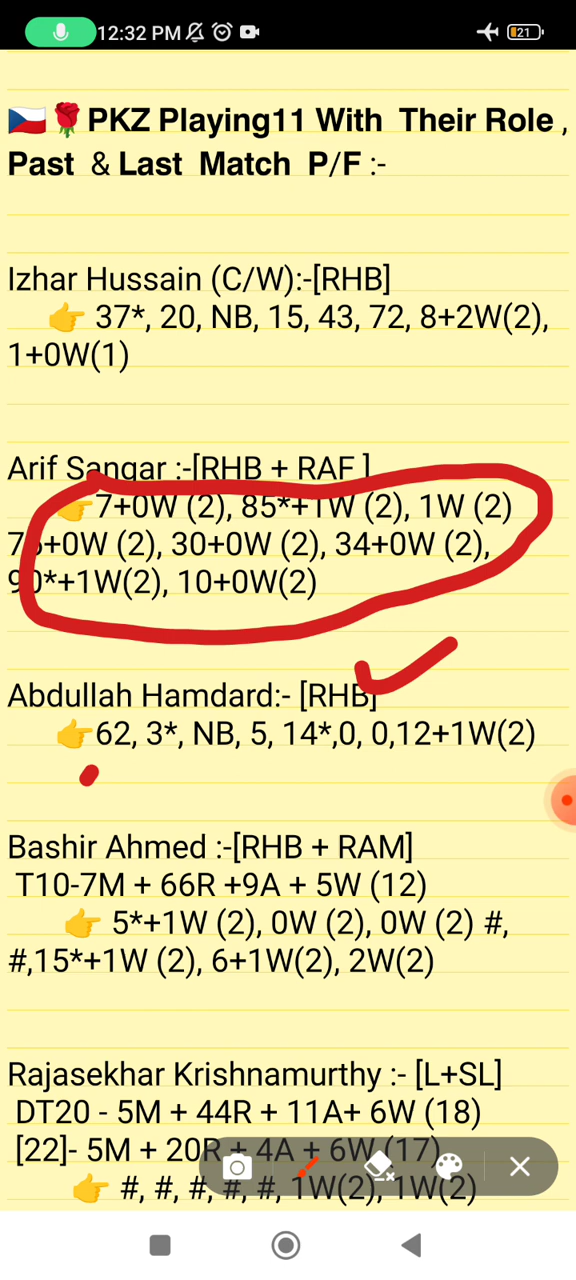 12:32 PM 21
PKZ Playing11 With Their Role ,
Past & Last Match P/F :-
Izhar Hussain (C/W):-[RHB]
37*, 20, NB, 15, 43, 72, 8+2W(2),
1+0W(1)
Arif Sangar :-[RHB + RAF ]
7+0W (2), 85*+1W (2), 1W (2)
+0W (2), 30+0W (2), 34+0W (2),
90*+1W(2), 10+0W(2)
Abdullah Hamdard:- [RHB]
62, 3*, NB, 5, 14*,0, 0,12+1W(2)
Bashir Ahmed :-[RHB + RAM]
T10-7M + 66R +9A + 5W (12)
5*+1W (2), 0W (2), 0W (2) #,
#,15*+1W (2), 6+1W(2), 2W(2)
Rajasekhar Krishnamurthy :- [L+SL]
DT20 - 5M + 44R + 11A+ 6W (18)
[22]- 5M + 20R + 4A + 6W (17)
#, #, #, #, #, 1W(2), 1W(2)